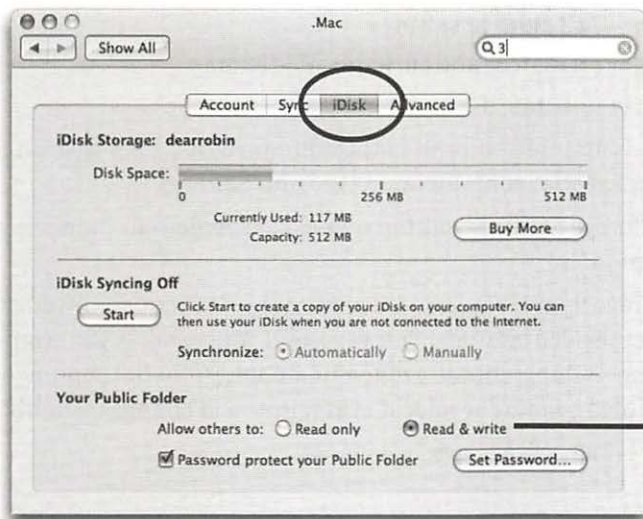 .Mac
Show All
3
Account Sync iDisk Advanced
iDisk Storage: dearrobin
Disk Space:
0 256 MB 512 MB
Currently Used: 117 MB
Capacity: 512 MB
Buy More
iDisk Syncing Off
Start
Click Start to create a copy of your iDisk on your computer. You can
then use your iDisk when you are not connected to the Internet.
Synchronize: Automatically Manually
Your Public Folder
Allow others to: Read only Read & write
Password protect your Public Folder Set Password...